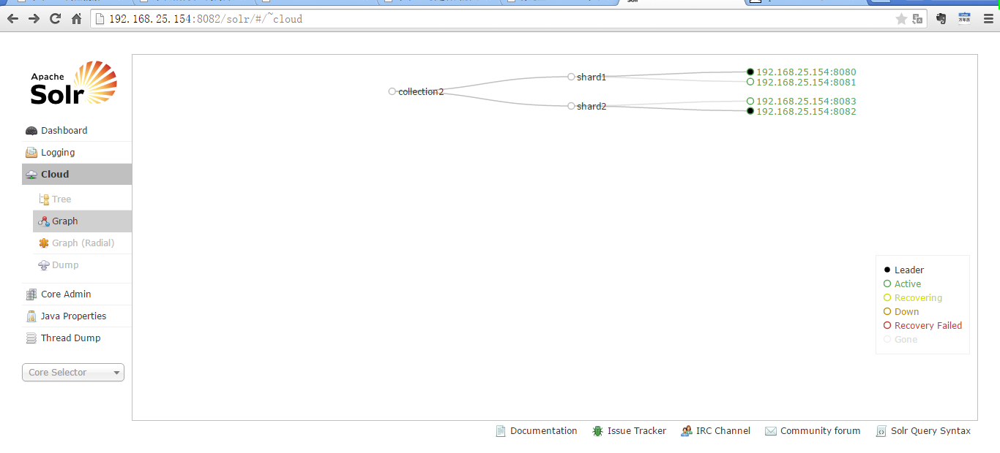 192.168.25.154:8082/solr/#/~cloud
Apache
Solr
Dashboard
Logging
Cloud
Tree
Graph
Graph (Radial)
Dump
Core Admin
Java Properties
Thread Dump
Core Selector
collection2
shard1
shard2
192.168.25.154:8080
192.168.25.154:8081
192.168.25.154:8083
192.168.25.154:8082
Leader
Active
Recovering
Down
Recovery Failed
Gone
Documentation
Issue Tracker
IRC Channel
Community forum
Solr Query Syntax